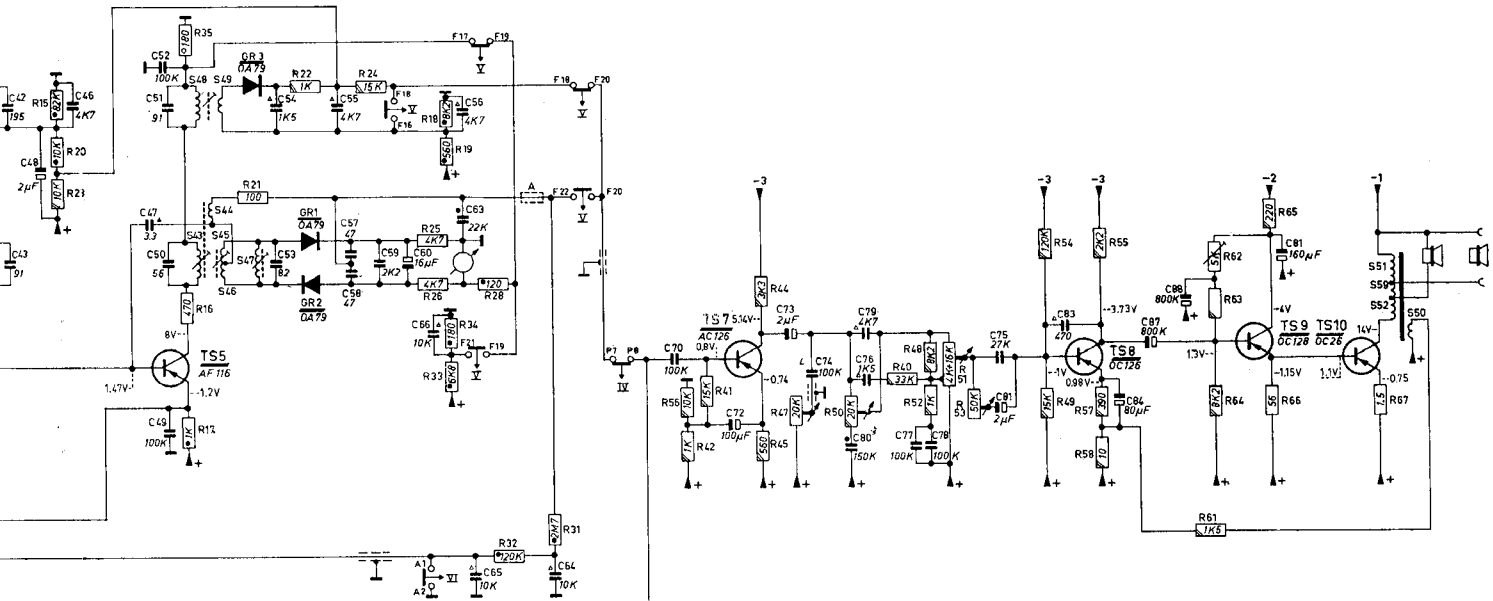 C42
195
R15
82K
C46
4K7
R20
10K
C48
2µF
R23
10K
+
C43
91
R35
180
C52
100K
S48
S49
C51
91
GR3
OA79
R22
1K
C54
1K5
C55
4K7
R24
15K
F18
V
F16
F17
F19
V
R18
8K2
C56
4K7
R19
560
+
F18
F20
V
R21
100
C47
3.3
S44
S43
S45
S47
S46
C50
56
C53
82
GR1
OA79
GR2
OA79
C57
47
C58
47
C59
2K2
C60
16µF
R25
4K7
R26
4K7
C63
22K
R28
120
A
F22
F20
V
R16
470
8V
TS5
AF116
1.47V
1.2V
C49
100K
1K
+
C66
10K
R34
180
F21
F19
V
R33
6K8
+
R31
2M7
R32
120K
A1
A2
VI
C65
10K
C64
10K
P7
P8
IV
-3
R44
3K3
TS7
AC126
5.14V
0.8V
0.74
C70
100K
R56
10K
R41
15K
R42
1K
C72
100µF
R45
560
+
C73
2µF
C74
100K
R47
20K
+
C79
4K7
C76
1K5
R40
33K
R50
20K
C80
150K
+
R48
8K2
R51
4K+16K
R52
1K
C77
100K
C78
100K
+
C75
27K
R53
50K
C81
2µF
-3
R54
120K
-3
R55
2K2
C83
470
3.73V
1V
0.98V
TS8
OC126
R49
15K
+
R57
390
C84
80µF
R58
10
+
C87
800K
C88
800K
-2
R65
220
R62
5K
C81
160µF
+
R63
4V
1.3V
TS9
OC128
1.15V
R64
8K2
+
R66
56
+
TS10
OC26
14V
1.1V
0.75
R67
1.5
+
-1
S51
S59
S52
S50
+
R61
1K5